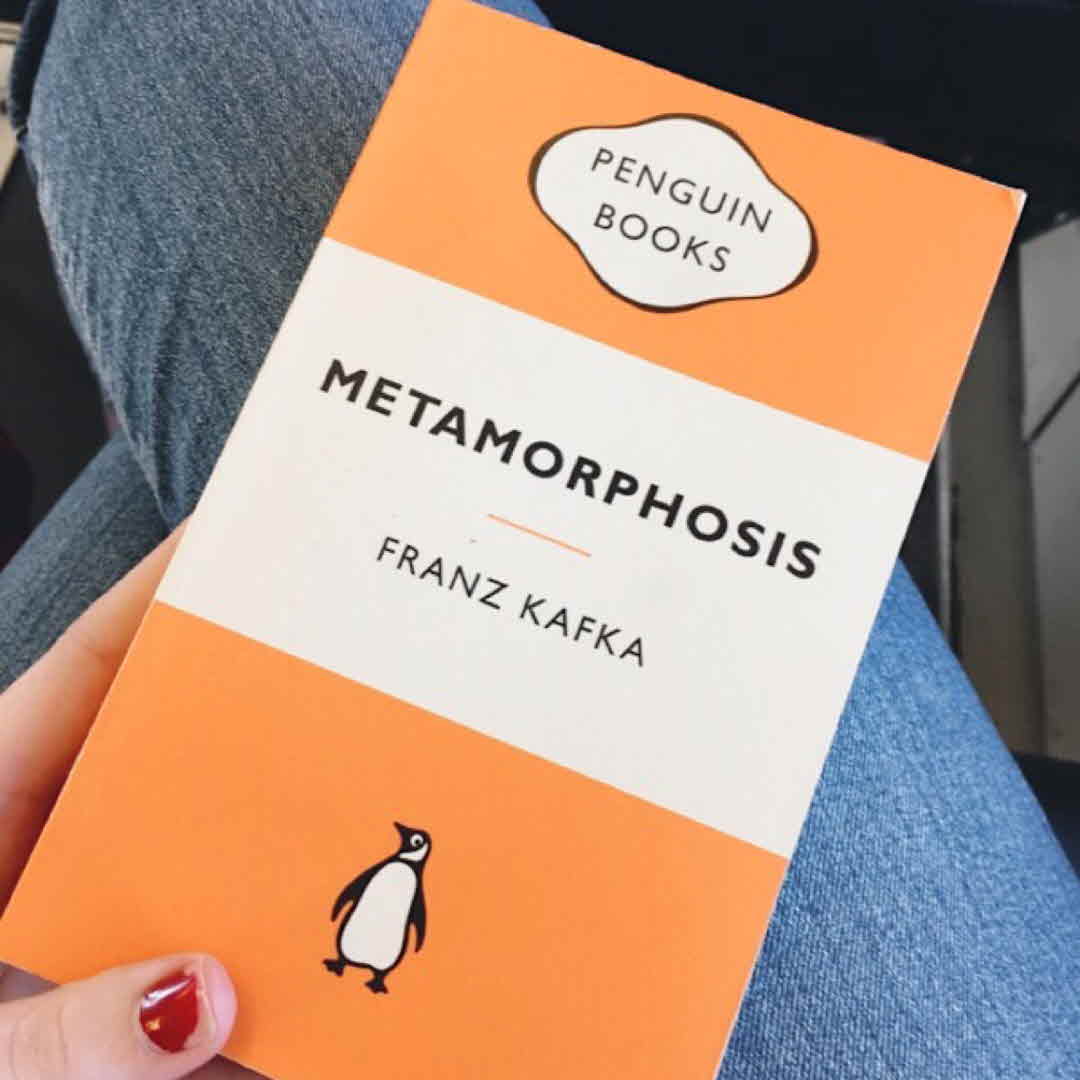 PENGUIN
BOOKS
METAMORPHOSIS
FRANZ KAFKA